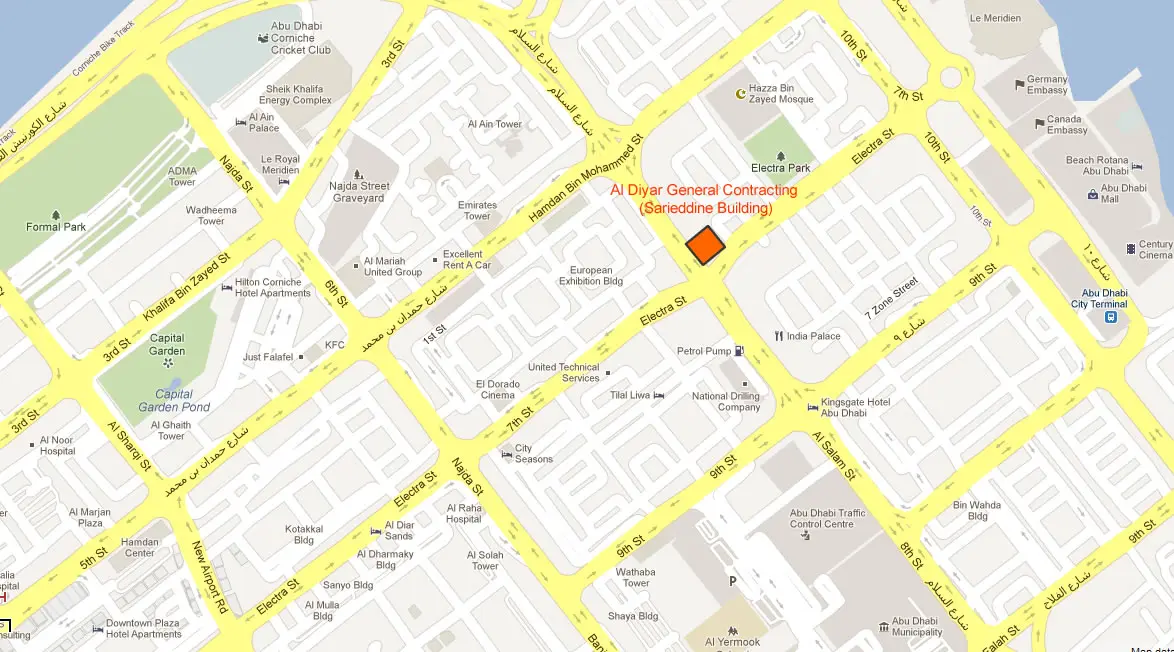 Corniche Bike Track
Abu Dhabi
Corniche
Cricket Club
3rd St
شارع السلام
شارع السلام
10th St
Le Meridien
Germany
Embassy
7th St
Canada
Embassy
Hazza Bin
Zayed Mosque
Sheik Khalifa
Energy Complex
Al Ain
Palace
Al Ain Tower
شارع الكورنيش
Track
10th St
Electra St
Beach Rotana
Abu Dhabi
Abu Dhabi
Mall
Electra Park
Najda St
Le Royal
Meridien
ADMA
Tower
Najda Street
Graveyard
Hamdan Bin Mohammed St
Al Diyar General Contracting
(Sarieddine Building)
Wadheema
Tower
Emirates
Tower
Formal Park
10th St
Century
Cinema
شارع ١٠
Khalifa Bin Zayed St
Hilton Corniche
Hotel Apartments
6th St
Al Mariah
United Group
Excellent
Rent A Car
European
Exhibition Bldg
9th St
7 Zone Street
Abu Dhabi
City Terminal
شارع حمدان بن محمد
Electra St
1st St
شارع ٩
India Palace
3rd St
Capital
Garden
KFC
Just Falafel
Petrol Pump
United Technical
Services
El Dorado
Cinema
Tilal Liwa
National Drilling
Company
Kingsgate Hotel
Abu Dhabi
Capital
Garden Pond
3rd St
Al Ghaith
Tower
7th St
Al Noor
Hospital
Al Sharqi St
شارع حمدان بن محمد
City
Seasons
Al Salam St
9th St
Najda St
Electra St
Al Marjan
Plaza
Al Raha
Hospital
Bin Wahda
Bldg
Abu Dhabi Traffic
Control Centre
Hamdan
Center
Kotakkal
Bldg
Al Diar
Sands
9th St
9th St
5th St
New Airport Rd
Al Dharmaky
Bldg
Al Solah
Tower
8th St
Wathaba
Tower
P
Sanyo Bldg
Electra St
Al Mulla
Bldg
Shaya Bldg
شارع السلام
شارع الفلاح
Downtown Plaza
Hotel Apartments
Al Yermook
Abu Dhabi
Municipality
Falah St